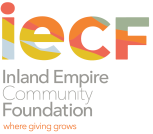 iecf
Inland Empire
Community
Foundation
where giving grows